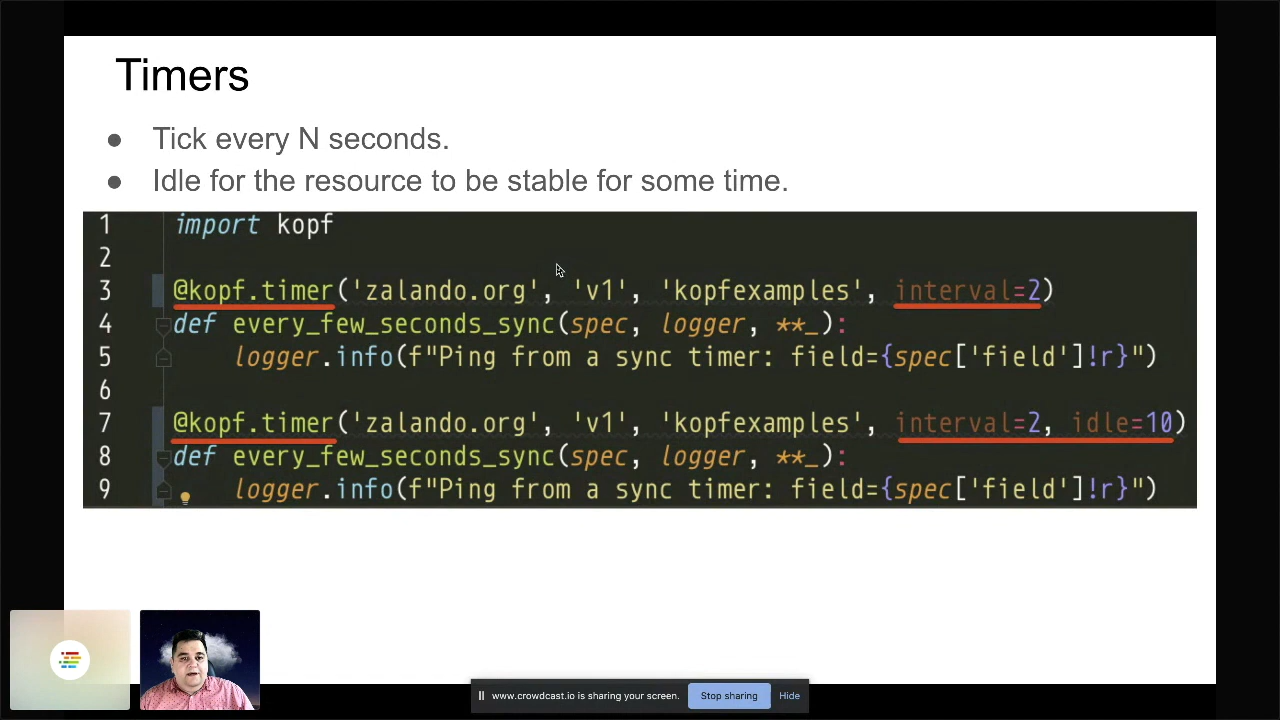 Timers
● Tick every N seconds.
● Idle for the resource to be stable for some time.
1 import kopf
2
3 @kopf.timer('zalando.org', 'v1', 'kopfexamples', interval=2)
4 def every_few_seconds_sync(spec, logger, **_):
5 logger.info(f"Ping from a sync timer: field={spec['field']!r}")
6
7 @kopf.timer('zalando.org', 'v1', 'kopfexamples', interval=2, idle=10)
8 def every_few_seconds_sync(spec, logger, **_):
9 logger.info(f"Ping from a sync timer: field={spec['field']!r}")
www.crowdcast.io is sharing your screen. Stop sharing Hide